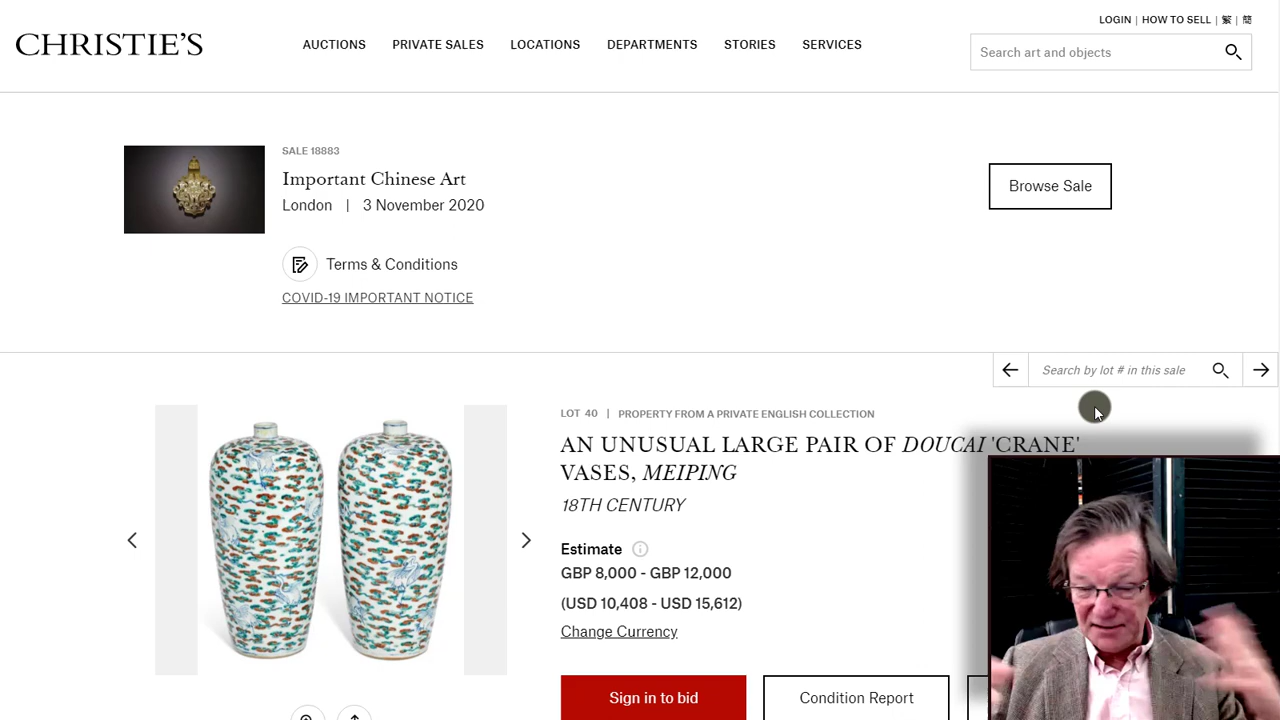 LOGIN | HOW TO SELL | 繁 | 簡
CHRISTIE'S
AUCTIONS PRIVATE SALES LOCATIONS DEPARTMENTS STORIES SERVICES
Search art and objects
SALE 18883
Important Chinese Art
London | 3 November 2020
Browse Sale
Terms & Conditions
COVID-19 IMPORTANT NOTICE
Search by lot # in this sale
LOT 40 | PROPERTY FROM A PRIVATE ENGLISH COLLECTION
AN UNUSUAL LARGE PAIR OF DOUCAI 'CRANE'
VASES, MEIPING
18TH CENTURY
Estimate
GBP 8,000 - GBP 12,000
(USD 10,408 - USD 15,612)
Change Currency
Sign in to bid
Condition Report